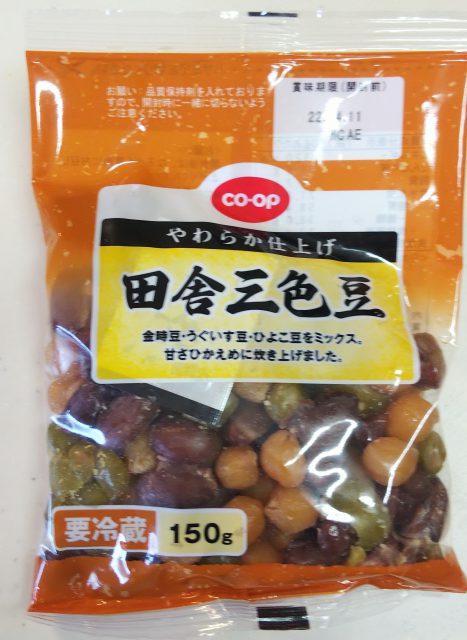 お願い:品質保持剤を入れておりま
すので、開封時に一緒に切らないよう
ご注意ください。
賞味期限(開封前)
CO-OP
やわらか仕上げ
田舎三色豆
金時豆・うぐいす豆・ひよこ豆をミックス。
甘さひかえめに炊き上げました。
要冷蔵
150g